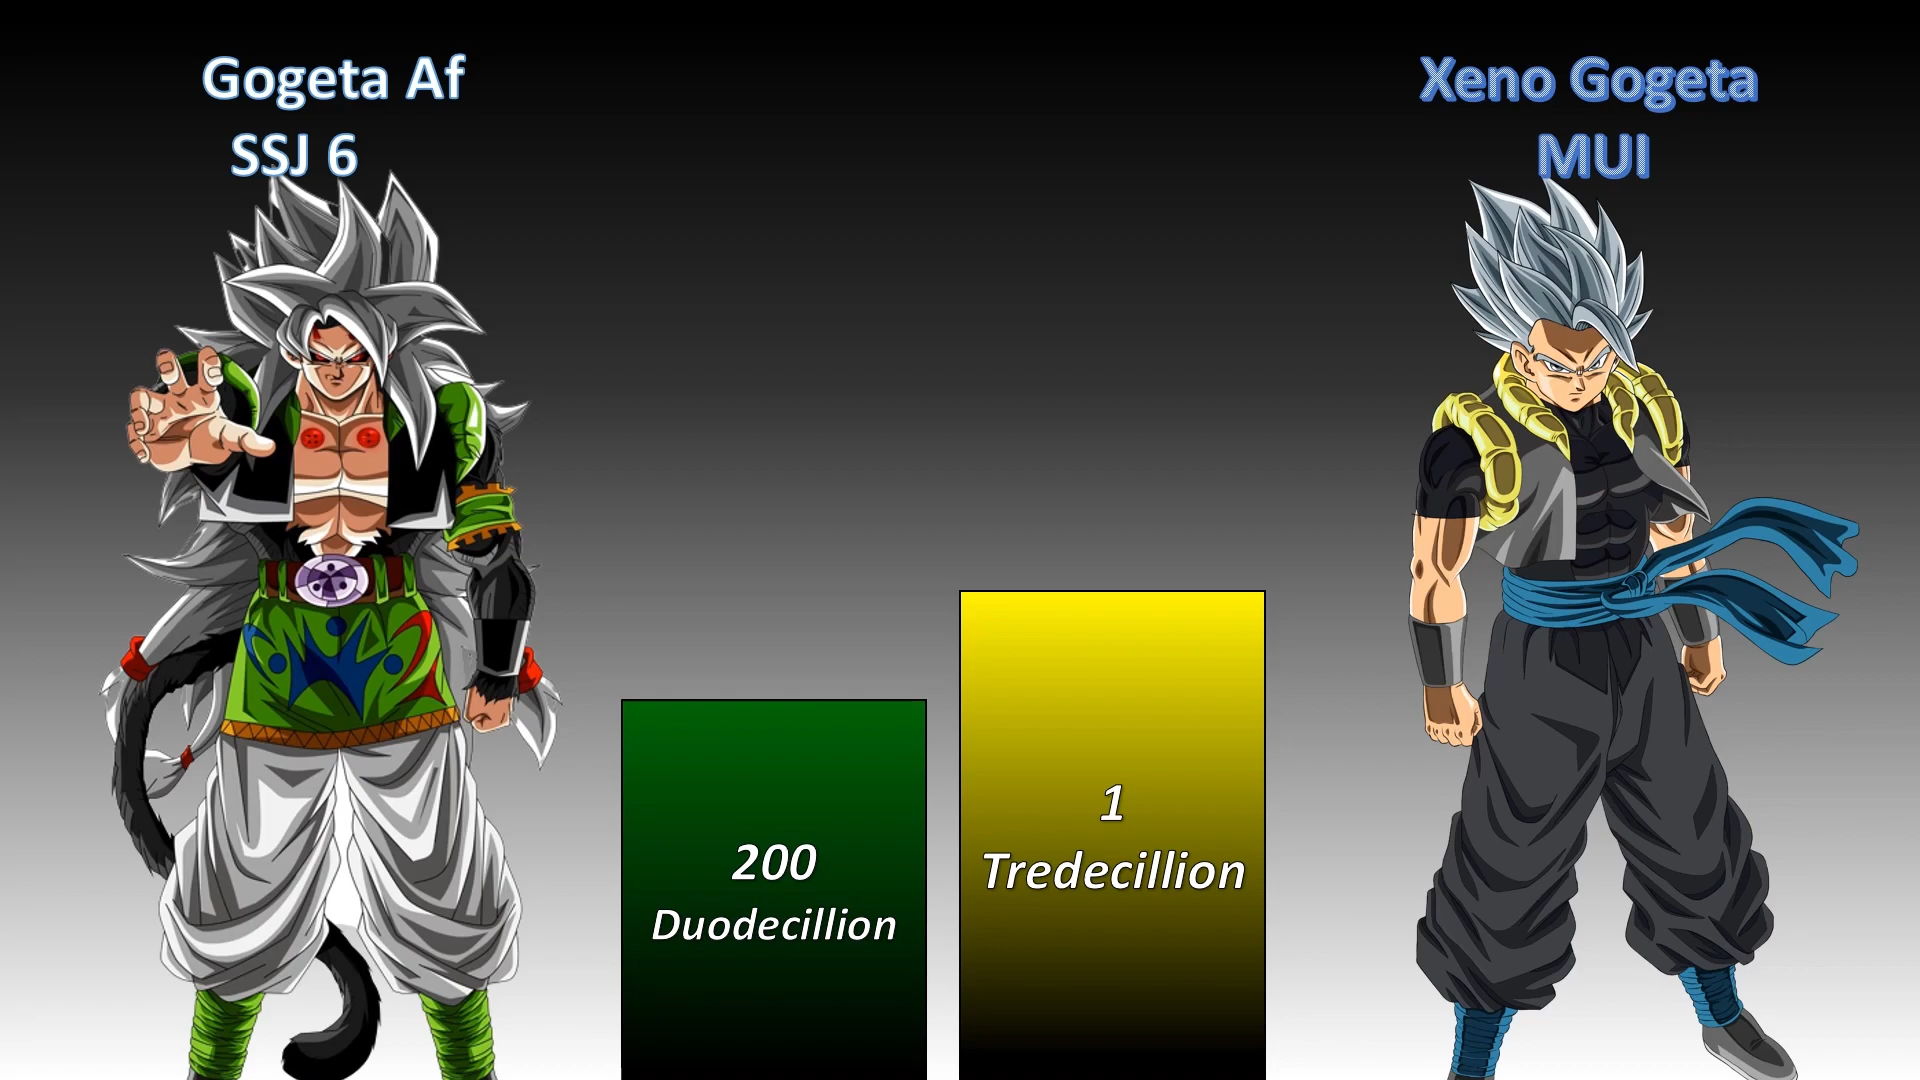 Gogeta Af
SSJ 6
Xeno Gogeta
MUI
200
Duodecillion
1
Tredecillion